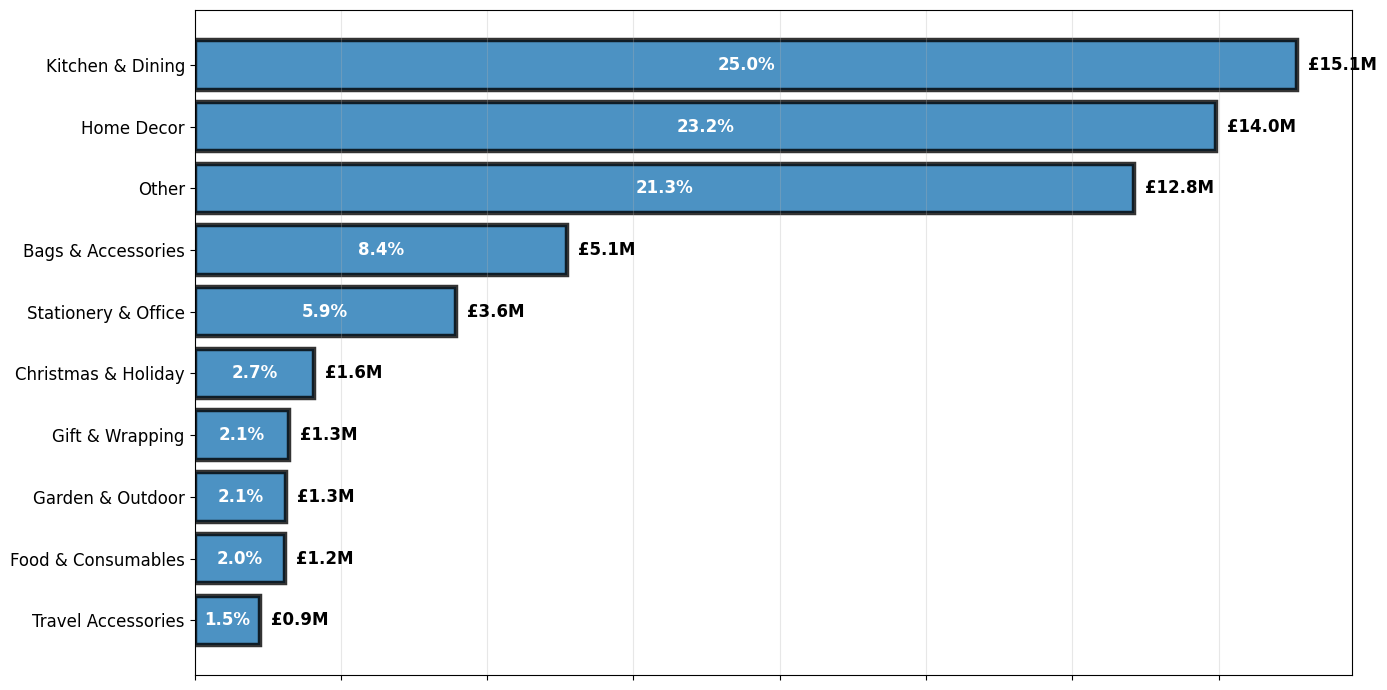 Kitchen & Dining 25.0% £15.1M
Home Decor 23.2% £14.0M
Other 21.3% £12.8M
Bags & Accessories 8.4% £5.1M
Stationery & Office 5.9% £3.6M
Christmas & Holiday 2.7% £1.6M
Gift & Wrapping 2.1% £1.3M
Garden & Outdoor 2.1% £1.3M
Food & Consumables 2.0% £1.2M
Travel Accessories 1.5% £0.9M